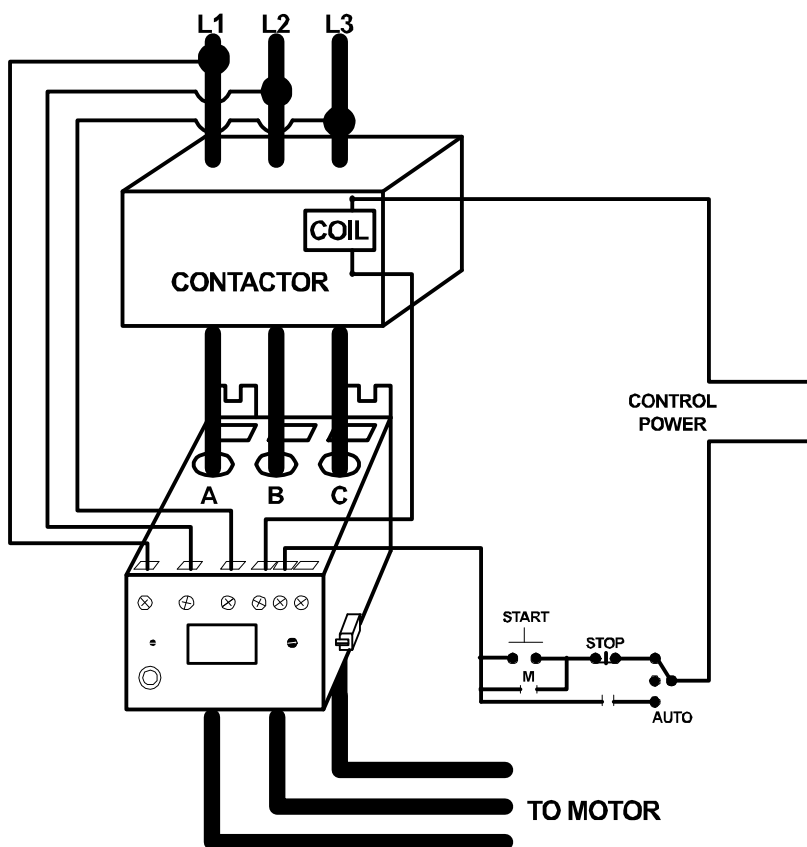 L1 L2 L3
COIL
CONTACTOR
CONTROL
POWER
A B C
START
STOP
M
AUTO
TO MOTOR